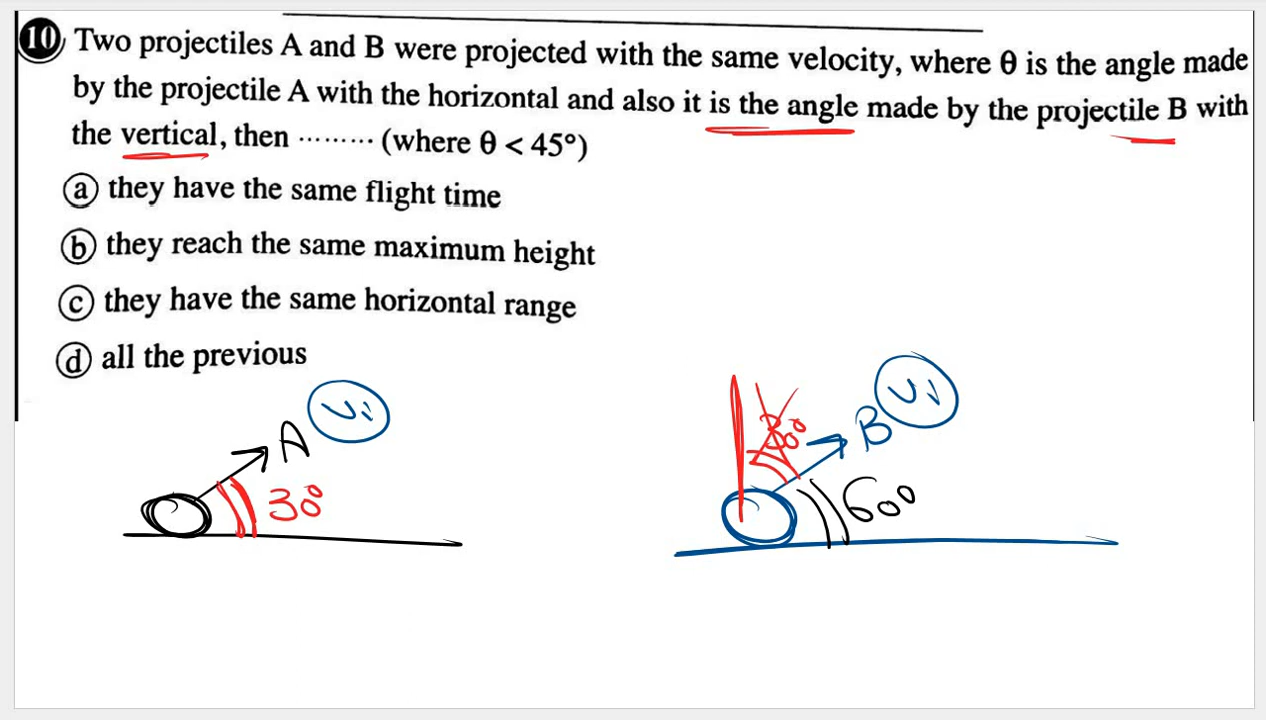 10 Two projectiles A and B were projected with the same velocity, where θ is the angle made
by the projectile A with the horizontal and also it is the angle made by the projectile B with
the vertical, then ......... (where θ < 45°)
a they have the same flight time
b they reach the same maximum height
c they have the same horizontal range
d all the previous
A Vi
30°
B Vi
60°